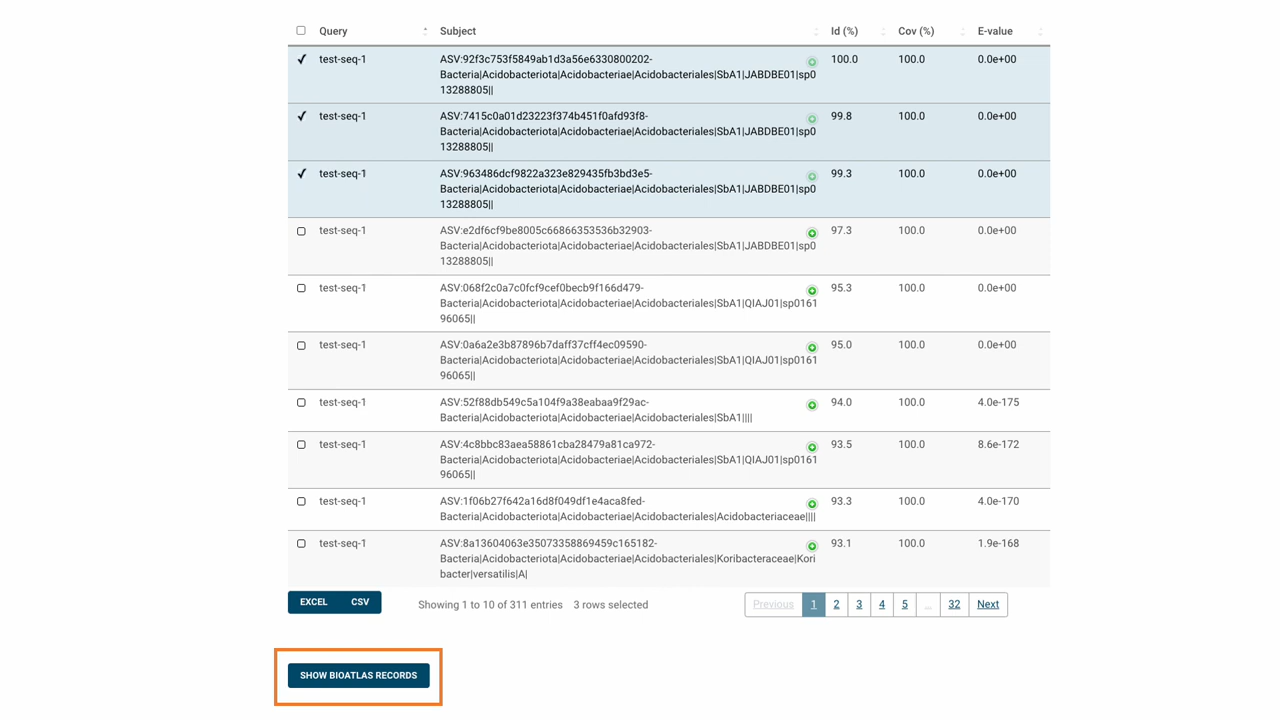 Query Subject Id (%) Cov (%) E-value
test-seq-1 ASV:92f3c753f5849ab1d3a56e6330800202- 100.0 100.0 0.0e+00
Bacteria|Acidobacteriota|Acidobacteriae|Acidobacteriales|SbA1|JABDBE01|sp0
13288805||
test-seq-1 ASV:7415c0a01d23223f374b451f0afd93f8- 99.8 100.0 0.0e+00
Bacteria|Acidobacteriota|Acidobacteriae|Acidobacteriales|SbA1|JABDBE01|sp0
13288805||
test-seq-1 ASV:963486dcf9822a323e829435fb3bd3e5- 99.3 100.0 0.0e+00
Bacteria|Acidobacteriota|Acidobacteriae|Acidobacteriales|SbA1|JABDBE01|sp0
13288805||
test-seq-1 ASV:e2df6cf9be8005c66866353536b32903- 97.3 100.0 0.0e+00
Bacteria|Acidobacteriota|Acidobacteriae|Acidobacteriales|SbA1|JABDBE01|sp0
13288805||
test-seq-1 ASV:068f2c0a7c0fcf9cef0becb9f166d479- 95.3 100.0 0.0e+00
Bacteria|Acidobacteriota|Acidobacteriae|Acidobacteriales|SbA1|QIAJ01|sp0161
96065||
test-seq-1 ASV:0a6a2e3b87896b7daff37cff4ec09590- 95.0 100.0 0.0e+00
Bacteria|Acidobacteriota|Acidobacteriae|Acidobacteriales|SbA1|QIAJ01|sp0161
96065||
test-seq-1 ASV:52f88db549c5a104f9a38eabaa9f29ac- 94.0 100.0 4.0e-175
Bacteria|Acidobacteriota|Acidobacteriae|Acidobacteriales|SbA1||||
test-seq-1 ASV:4c8bbc83aea58861cba28479a81ca972- 93.5 100.0 8.6e-172
Bacteria|Acidobacteriota|Acidobacteriae|Acidobacteriales|SbA1|QIAJ01|sp0161
96065||
test-seq-1 ASV:1f06b27f642a16d8f049df1e4aca8fed- 93.3 100.0 4.0e-170
Bacteria|Acidobacteriota|Acidobacteriae|Acidobacteriales|Acidobacteriaceae||||
test-seq-1 ASV:8a13604063e35073358869459c165182- 93.1 100.0 1.9e-168
Bacteria|Acidobacteriota|Acidobacteriae|Acidobacteriales|Koribacteraceae|Kori
bacter|versatilis|A|
EXCEL CSV Showing 1 to 10 of 311 entries 3 rows selected Previous 1 2 3 4 5 … 32 Next
SHOW BIOATLAS RECORDS